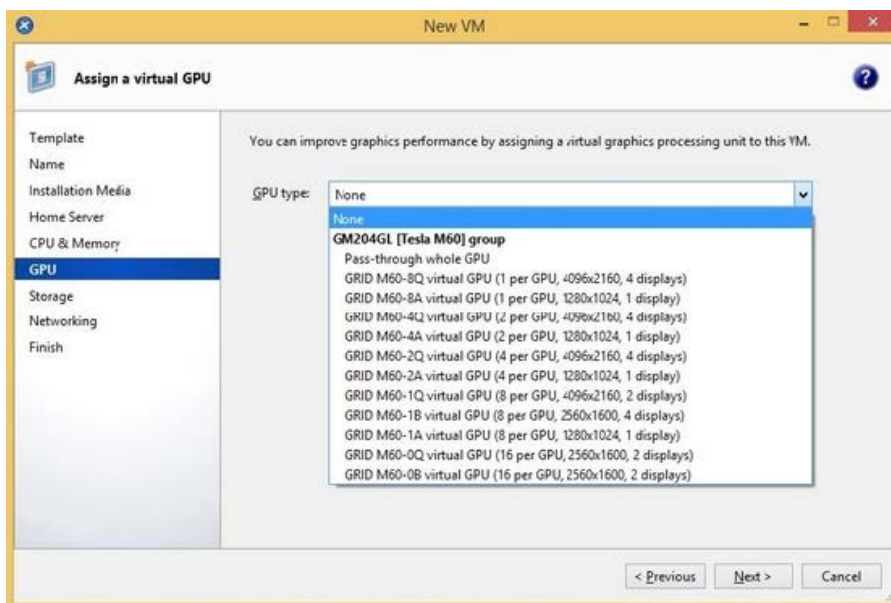 New VM
Assign a virtual GPU
Template
Name
Installation Media
Home Server
CPU & Memory
GPU
Storage
Networking
Finish
You can improve graphics performance by assigning a virtual graphics processing unit to this VM.
GPU type: None
None
GM204GL [Tesla M60] group
Pass-through whole GPU
GRID M60-8Q virtual GPU (1 per GPU, 4096x2160, 4 displays)
GRID M60-8A virtual GPU (1 per GPU, 1280x1024, 1 display)
GRID M60-4Q virtual GPU (2 per GPU, 4096x2160, 4 displays)
GRID M60-4A virtual GPU (2 per GPU, 1280x1024, 1 display)
GRID M60-2Q virtual GPU (4 per GPU, 4096x2160, 4 displays)
GRID M60-2A virtual GPU (4 per GPU, 1280x1024, 1 display)
GRID M60-1Q virtual GPU (8 per GPU, 4096x2160, 2 displays)
GRID M60-1B virtual GPU (8 per GPU, 2560x1600, 4 displays)
GRID M60-1A virtual GPU (8 per GPU, 1280x1024, 1 display)
GRID M60-0Q virtual GPU (16 per GPU, 2560x1600, 2 displays)
GRID M60-0B virtual GPU (16 per GPU, 2560x1600, 2 displays)
< Previous
Next >
Cancel